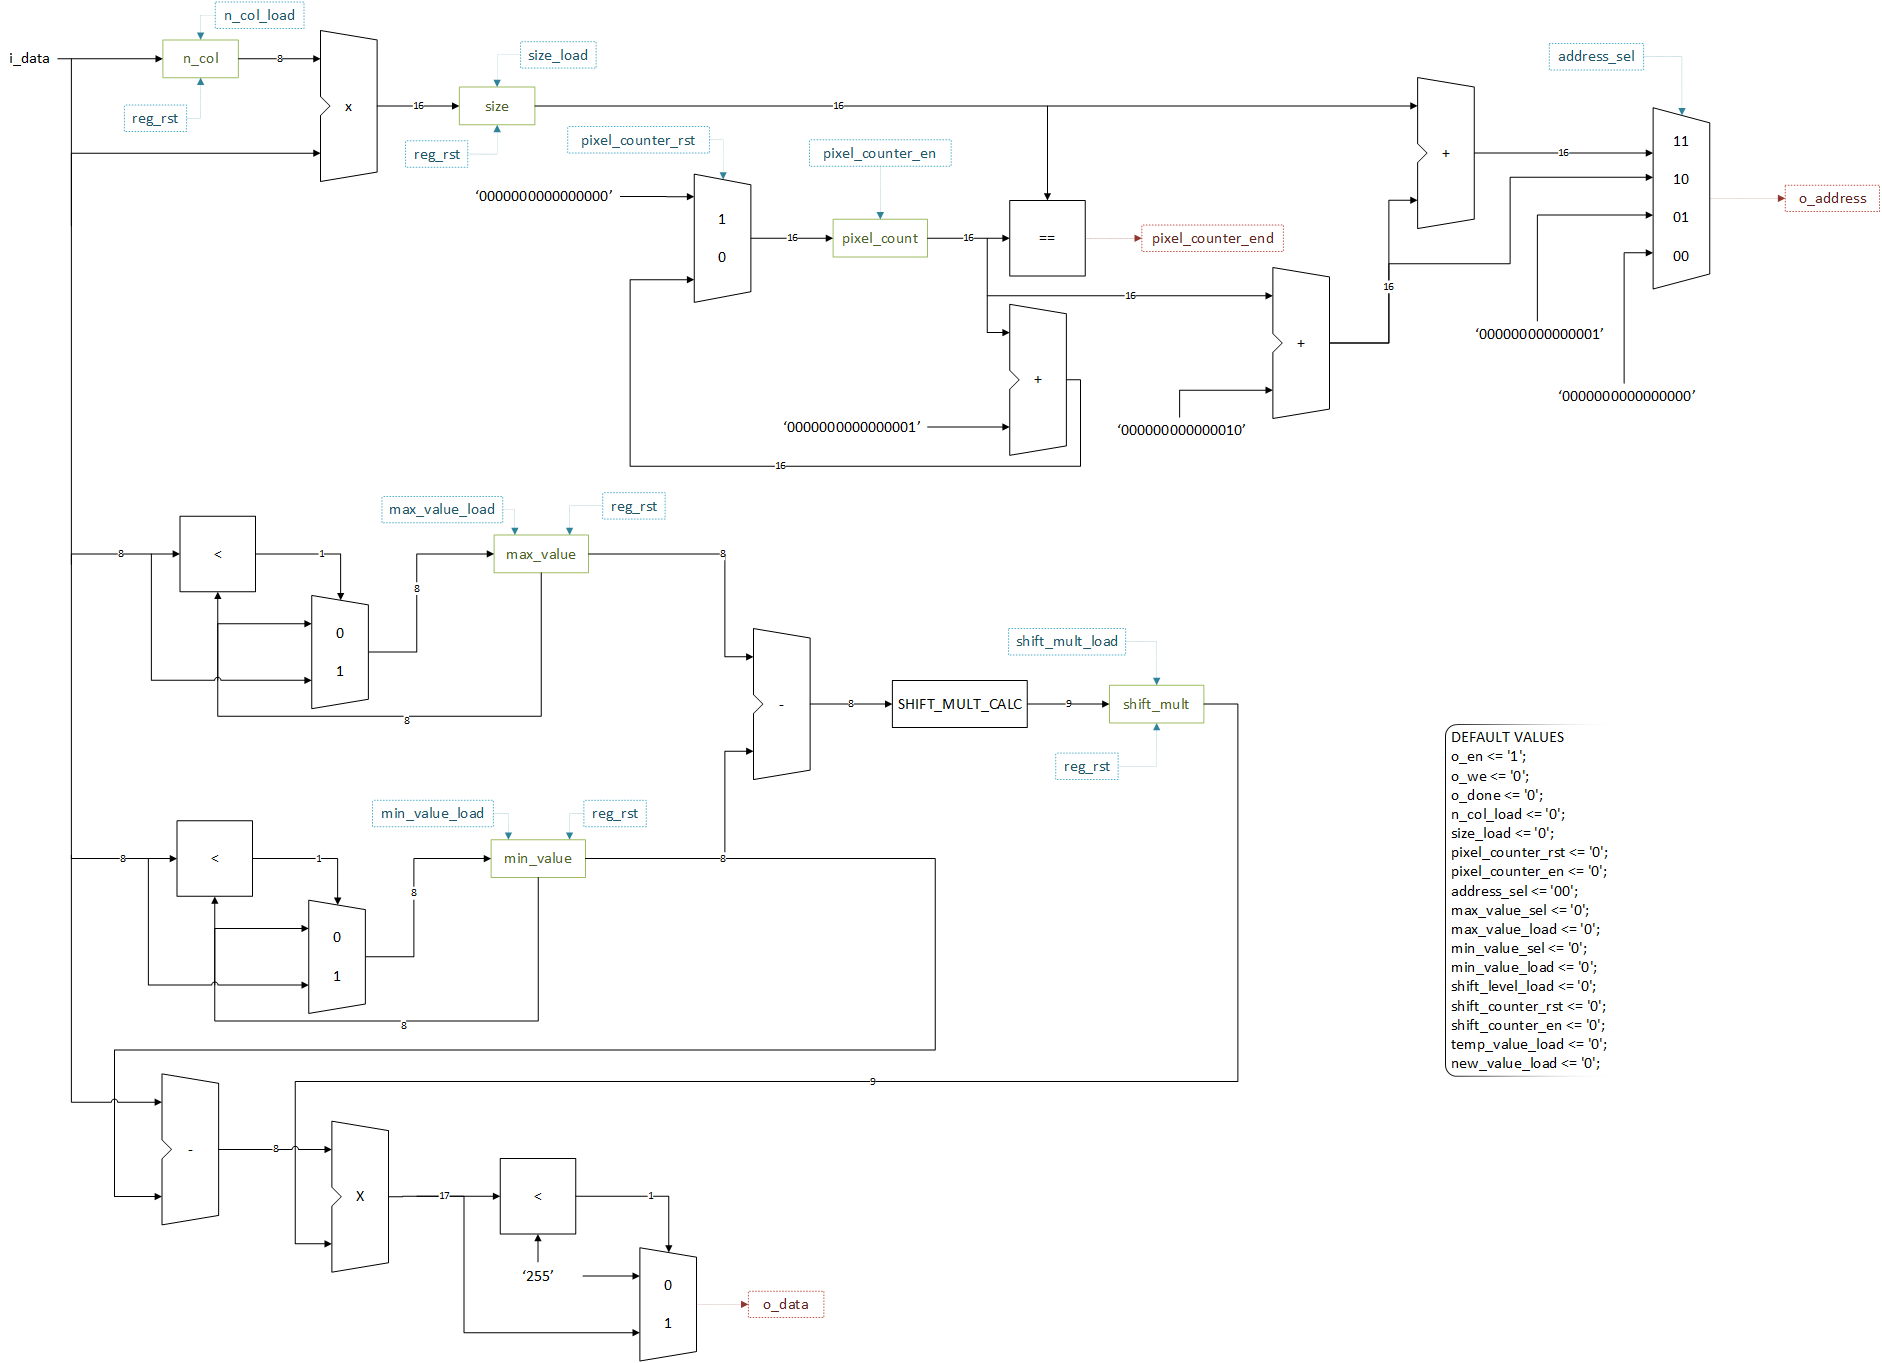 n_col_load
i_data
n_col
8
reg_rst
x
16
size_load
size
reg_rst
16
pixel_counter_rst
pixel_counter_en
‘0000000000000000’
1
0
16
pixel_count
16
==
pixel_counter_end
address_sel
+
16
11
10
01
00
o_address
16
+
16
‘0000000000000001’
16
+
‘000000000000010’
‘000000000000001’
‘0000000000000000’
8
<
1
0
1
8
max_value_load
reg_rst
max_value
8
8
-
8
SHIFT_MULT_CALC
9
shift_mult_load
shift_mult
reg_rst
8
<
1
0
1
8
min_value_load
reg_rst
min_value
8
8
9
DEFAULT VALUES
o_en <= '1';
o_we <= '0';
o_done <= '0';
n_col_load <= '0';
size_load <= '0';
pixel_counter_rst <= '0';
pixel_counter_en <= '0';
address_sel <= '00';
max_value_sel <= '0';
max_value_load <= '0';
min_value_sel <= '0';
min_value_load <= '0';
shift_level_load <= '0';
shift_counter_rst <= '0';
shift_counter_en <= '0';
temp_value_load <= '0';
new_value_load <= '0';
-
8
X
17
<
1
‘255’
0
1
o_data